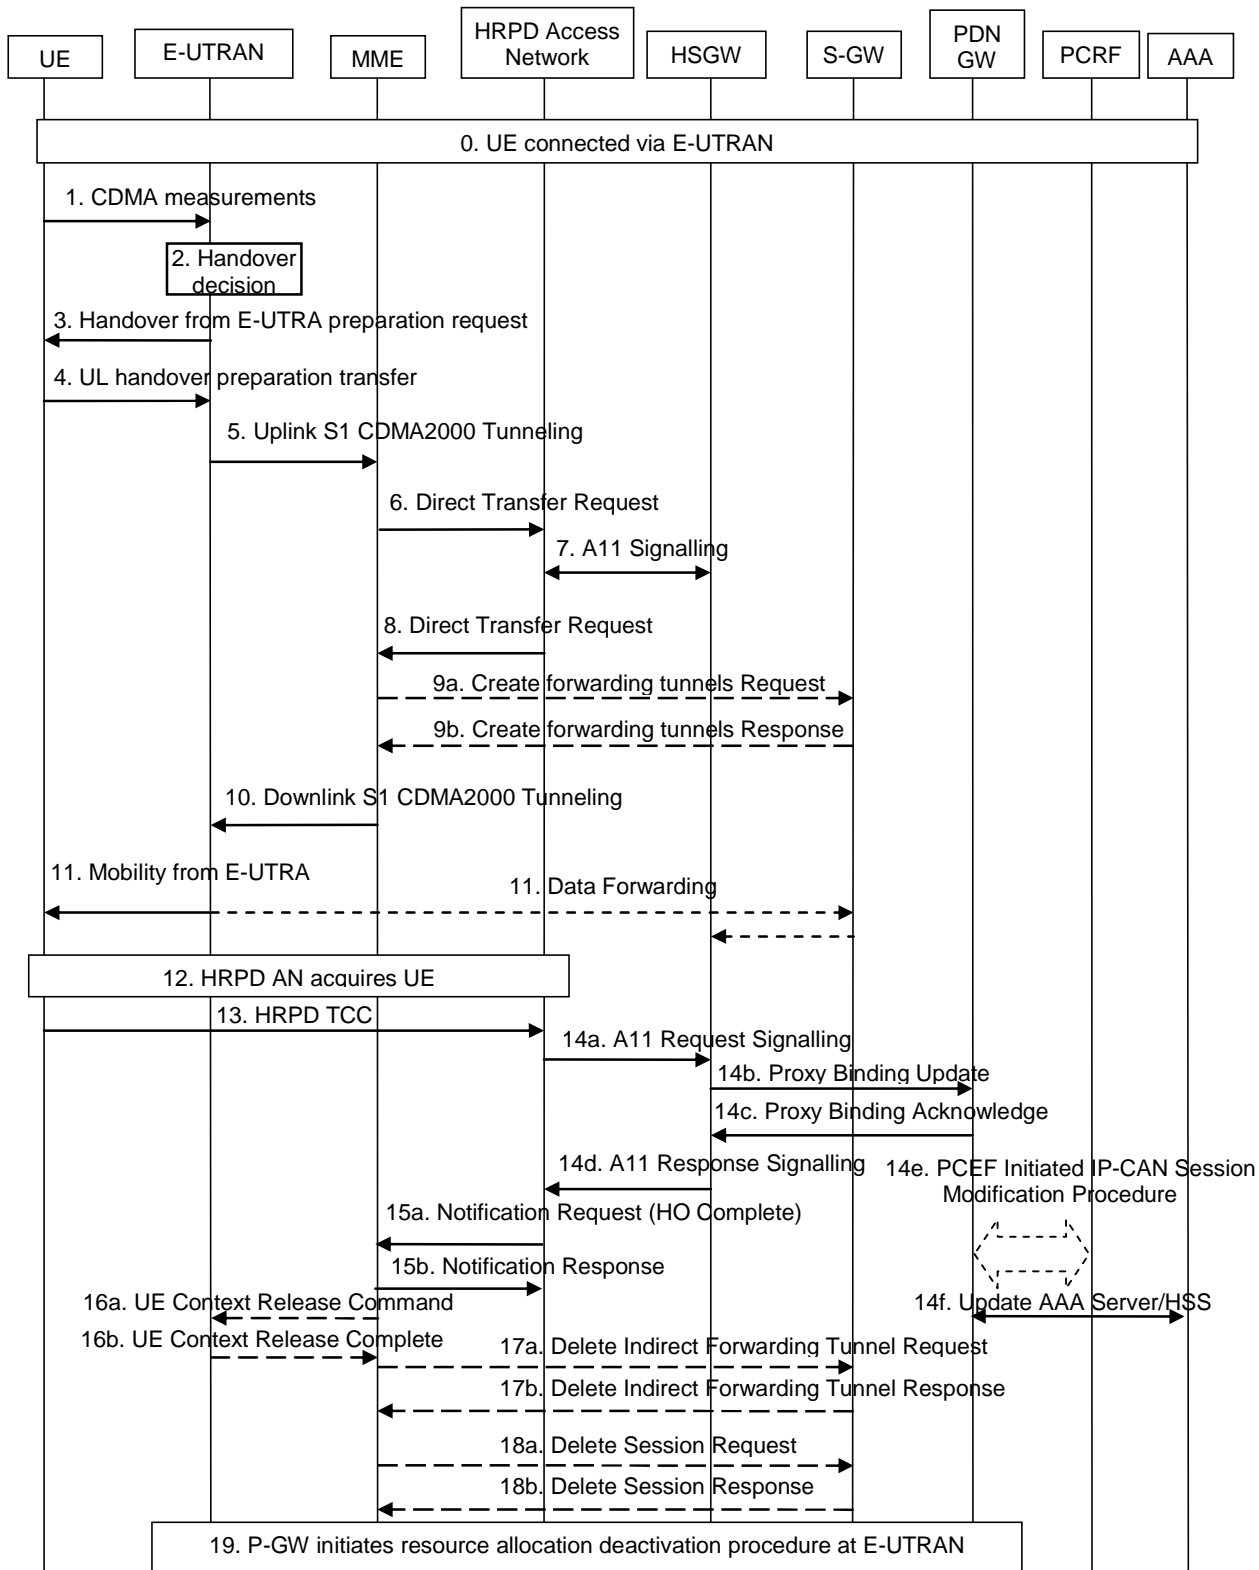 UE
E-UTRAN
MME
HRPD Access
Network
HSGW
S-GW
PDN
GW
PCRF
AAA
0. UE connected via E-UTRAN
1. CDMA measurements
2. Handover
decision
3. Handover from E-UTRA preparation request
4. UL handover preparation transfer
5. Uplink S1 CDMA2000 Tunneling
6. Direct Transfer Request
7. A11 Signalling
8. Direct Transfer Request
9a. Create forwarding tunnels Request
9b. Create forwarding tunnels Response
10. Downlink S1 CDMA2000 Tunneling
11. Mobility from E-UTRA
11. Data Forwarding
12. HRPD AN acquires UE
13. HRPD TCC
14a. A11 Request Signalling
14b. Proxy Binding Update
14c. Proxy Binding Acknowledge
14d. A11 Response Signalling
14e. PCEF Initiated IP-CAN Session
Modification Procedure
15a. Notification Request (HO Complete)
15b. Notification Response
14f. Update AAA Server/HSS
16a. UE Context Release Command
16b. UE Context Release Complete
17a. Delete Indirect Forwarding Tunnel Request
17b. Delete Indirect Forwarding Tunnel Response
18a. Delete Session Request
18b. Delete Session Response
19. P-GW initiates resource allocation deactivation procedure at E-UTRAN